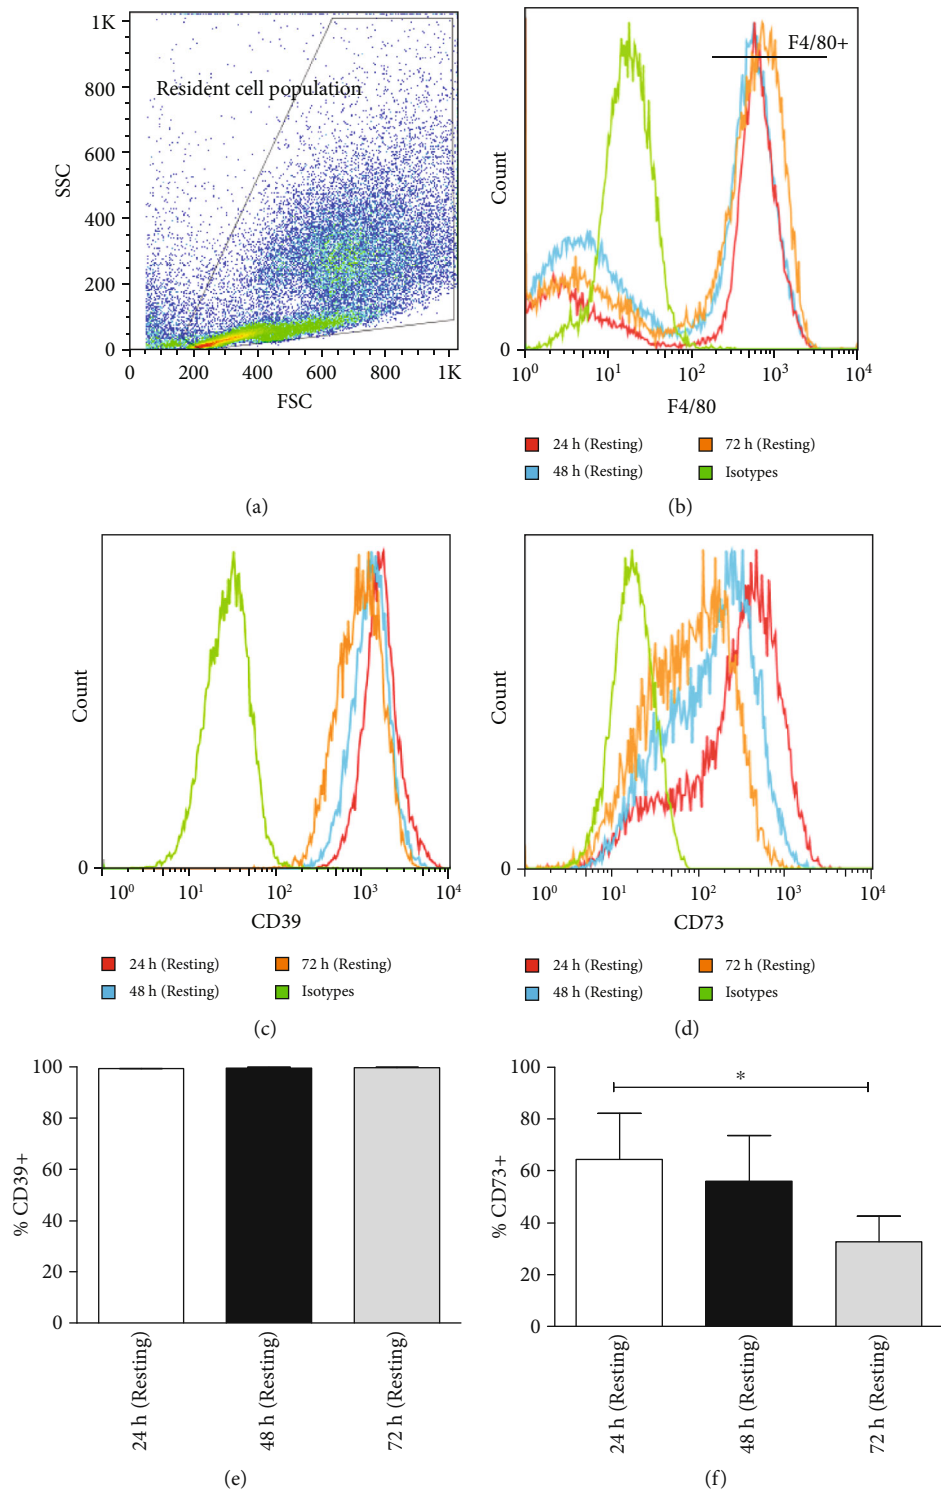 1K
800
600
400
200
0
SSC
Resident cell population
0 200 400 600 800 1K
FSC
(a)
Count
F4/80+
0
10⁰ 10¹ 10² 10³ 10⁴
F4/80
24 h (Resting) 72 h (Resting)
48 h (Resting) Isotypes
(b)
Count
0
10⁰ 10¹ 10² 10³ 10⁴
CD39
24 h (Resting) 72 h (Resting)
48 h (Resting) Isotypes
(c)
Count
0
10⁰ 10¹ 10² 10³ 10⁴
CD73
24 h (Resting) 72 h (Resting)
48 h (Resting) Isotypes
(d)
100
80
60
40
20
0
% CD39+
24 h (Resting)
48 h (Resting)
72 h (Resting)
(e)
100
80
60
40
20
0
% CD73+
*
24 h (Resting)
48 h (Resting)
72 h (Resting)
(f)